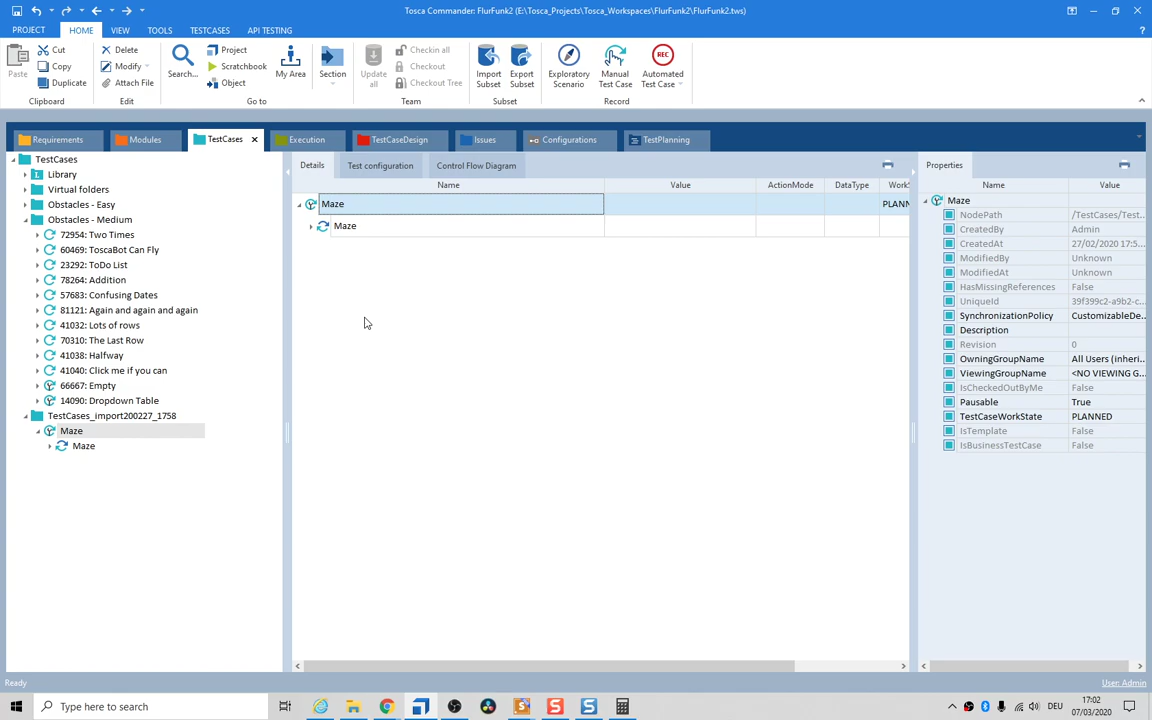 Tosca Commander: FlurFunk2 (E:\Tosca_Projects\Tosca_Workspaces\FlurFunk2\FlurFunk2.tws)
PROJECT HOME VIEW TOOLS TESTCASES API TESTING
Paste
Cut
Copy
Duplicate
Clipboard
Delete
Modify
Attach File
Edit
Search...
Project
Scratchbook
Object
My Area
Section
Go to
Update all
Checkin all
Checkout
Checkout Tree
Team
Import Subset
Export Subset
Subset
Exploratory Scenario
Manual Test Case
REC
Automated Test Case
Record
Requirements Modules TestCases Execution TestCaseDesign Issues Configurations TestPlanning
TestCases
Library
Virtual folders
Obstacles - Easy
Obstacles - Medium
72954: Two Times
60469: ToscaBot Can Fly
23292: ToDo List
78264: Addition
57683: Confusing Dates
81121: Again and again and again
41032: Lots of rows
70310: The Last Row
41038: Halfway
41040: Click me if you can
66667: Empty
14090: Dropdown Table
TestCases_import200227_1758
Maze
Maze
Details Test configuration Control Flow Diagram
Name Value ActionMode DataType WorkS
Maze PLANN
Maze
Properties
Name Value
Maze
NodePath /TestCases/Test...
CreatedBy Admin
CreatedAt 27/02/2020 17:5...
ModifiedBy Unknown
ModifiedAt Unknown
HasMissingReferences False
UniqueId 39f399c2-a9b2-c...
SynchronizationPolicy CustomizableDe...
Description
Revision 0
OwningGroupName All Users (inheri...
ViewingGroupName <NO VIEWING G...
IsCheckedOutByMe False
Pausable True
TestCaseWorkState PLANNED
IsTemplate False
IsBusinessTestCase False
Ready
User: Admin
Type here to search
DEU
17:02
07/03/2020